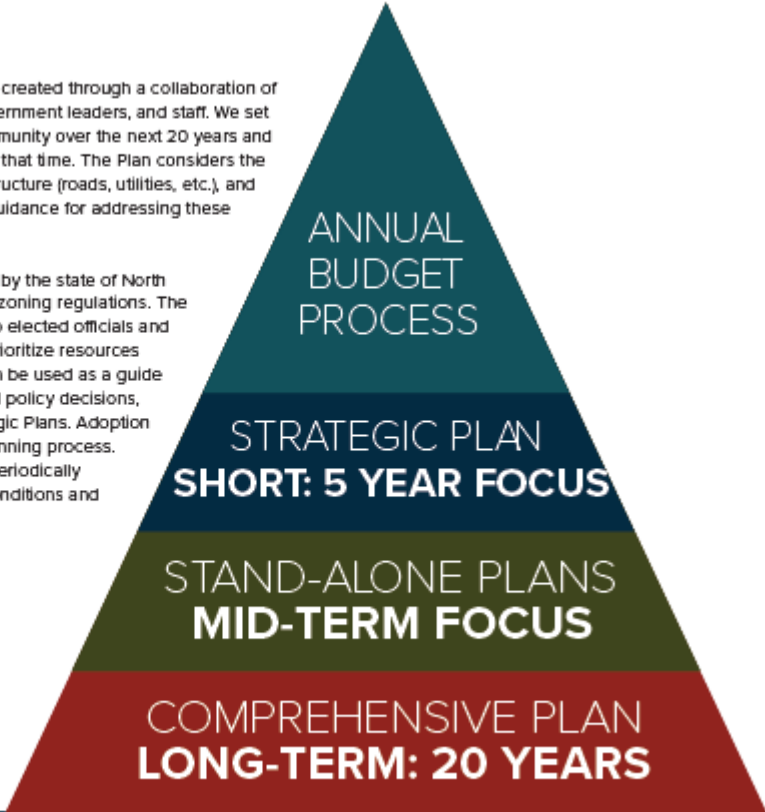 created through a collaboration of
ernment leaders, and staff. We set
munity over the next 20 years and
that time. The Plan considers the
ucture (roads, utilities, etc.), and
uidance for addressing these
by the state of North
zoning regulations. The
o elected officials and
ioritize resources
n be used as a guide
l policy decisions,
gic Plans. Adoption
nning process.
eriodically
nditions and
ANNUAL
BUDGET
PROCESS
STRATEGIC PLAN
SHORT: 5 YEAR FOCUS
STAND-ALONE PLANS
MID-TERM FOCUS
COMPREHENSIVE PLAN
LONG-TERM: 20 YEARS